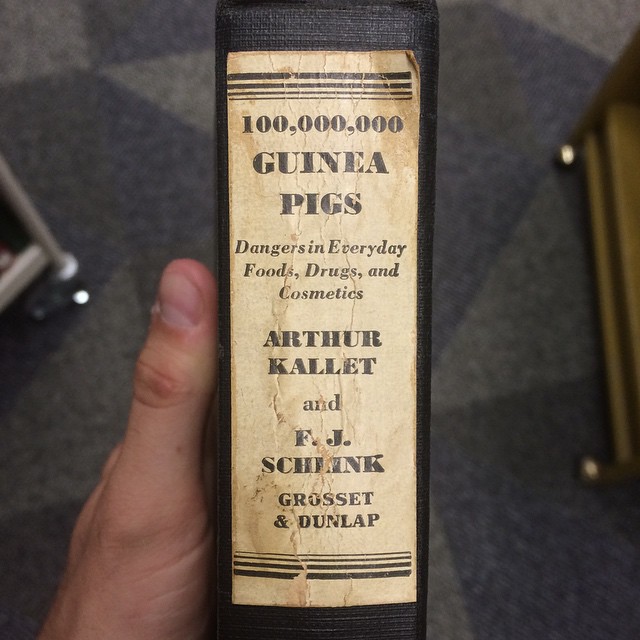 100,000,000
GUINEA
PIGS
Dangers in Everyday
Foods, Drugs, and
Cosmetics
ARTHUR
KALLET
and
F. J.
SCHLINK
GROSSET
& DUNLAP